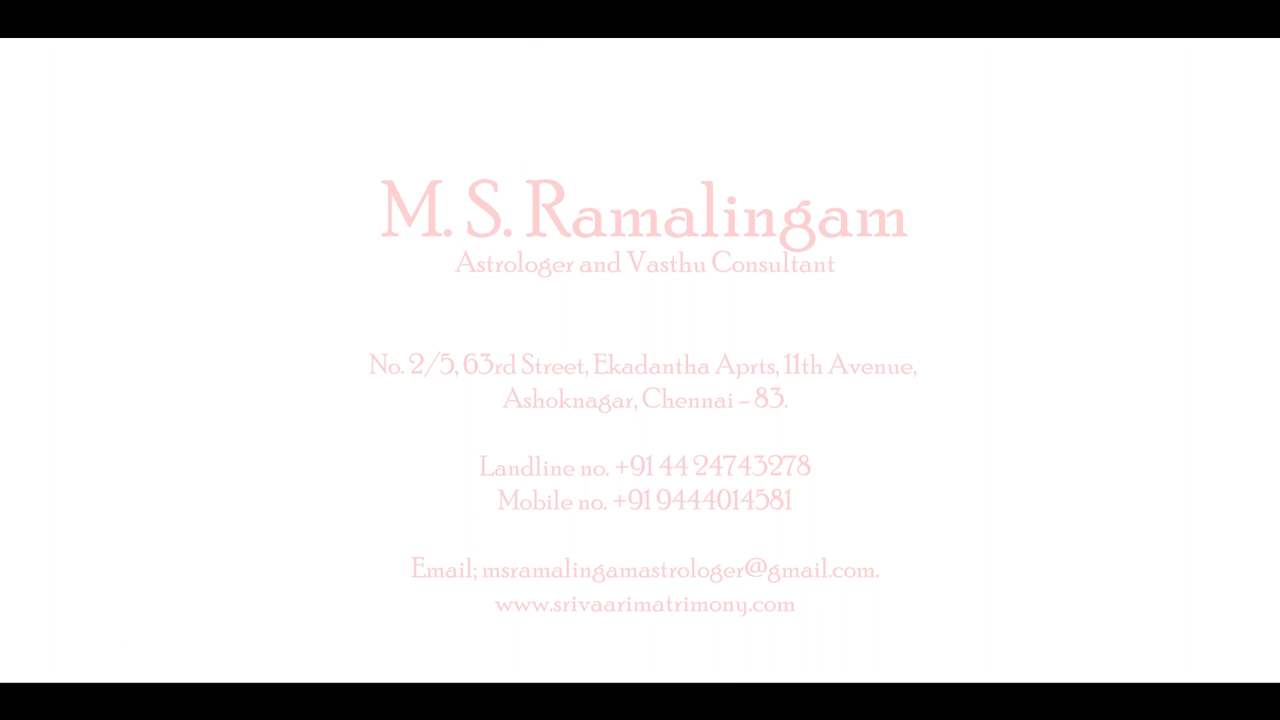 M. S. Ramalingam
Astrologer and Vasthu Consultant
No. 2/5, 63rd Street, Ekadantha Aprts, 11th Avenue,
Ashoknagar, Chennai - 83.
Landline no. +91 44 24743278
Mobile no. +91 9444014581
Email; msramalingamastrologer@gmail.com.
www.srivaarimatrimony.com